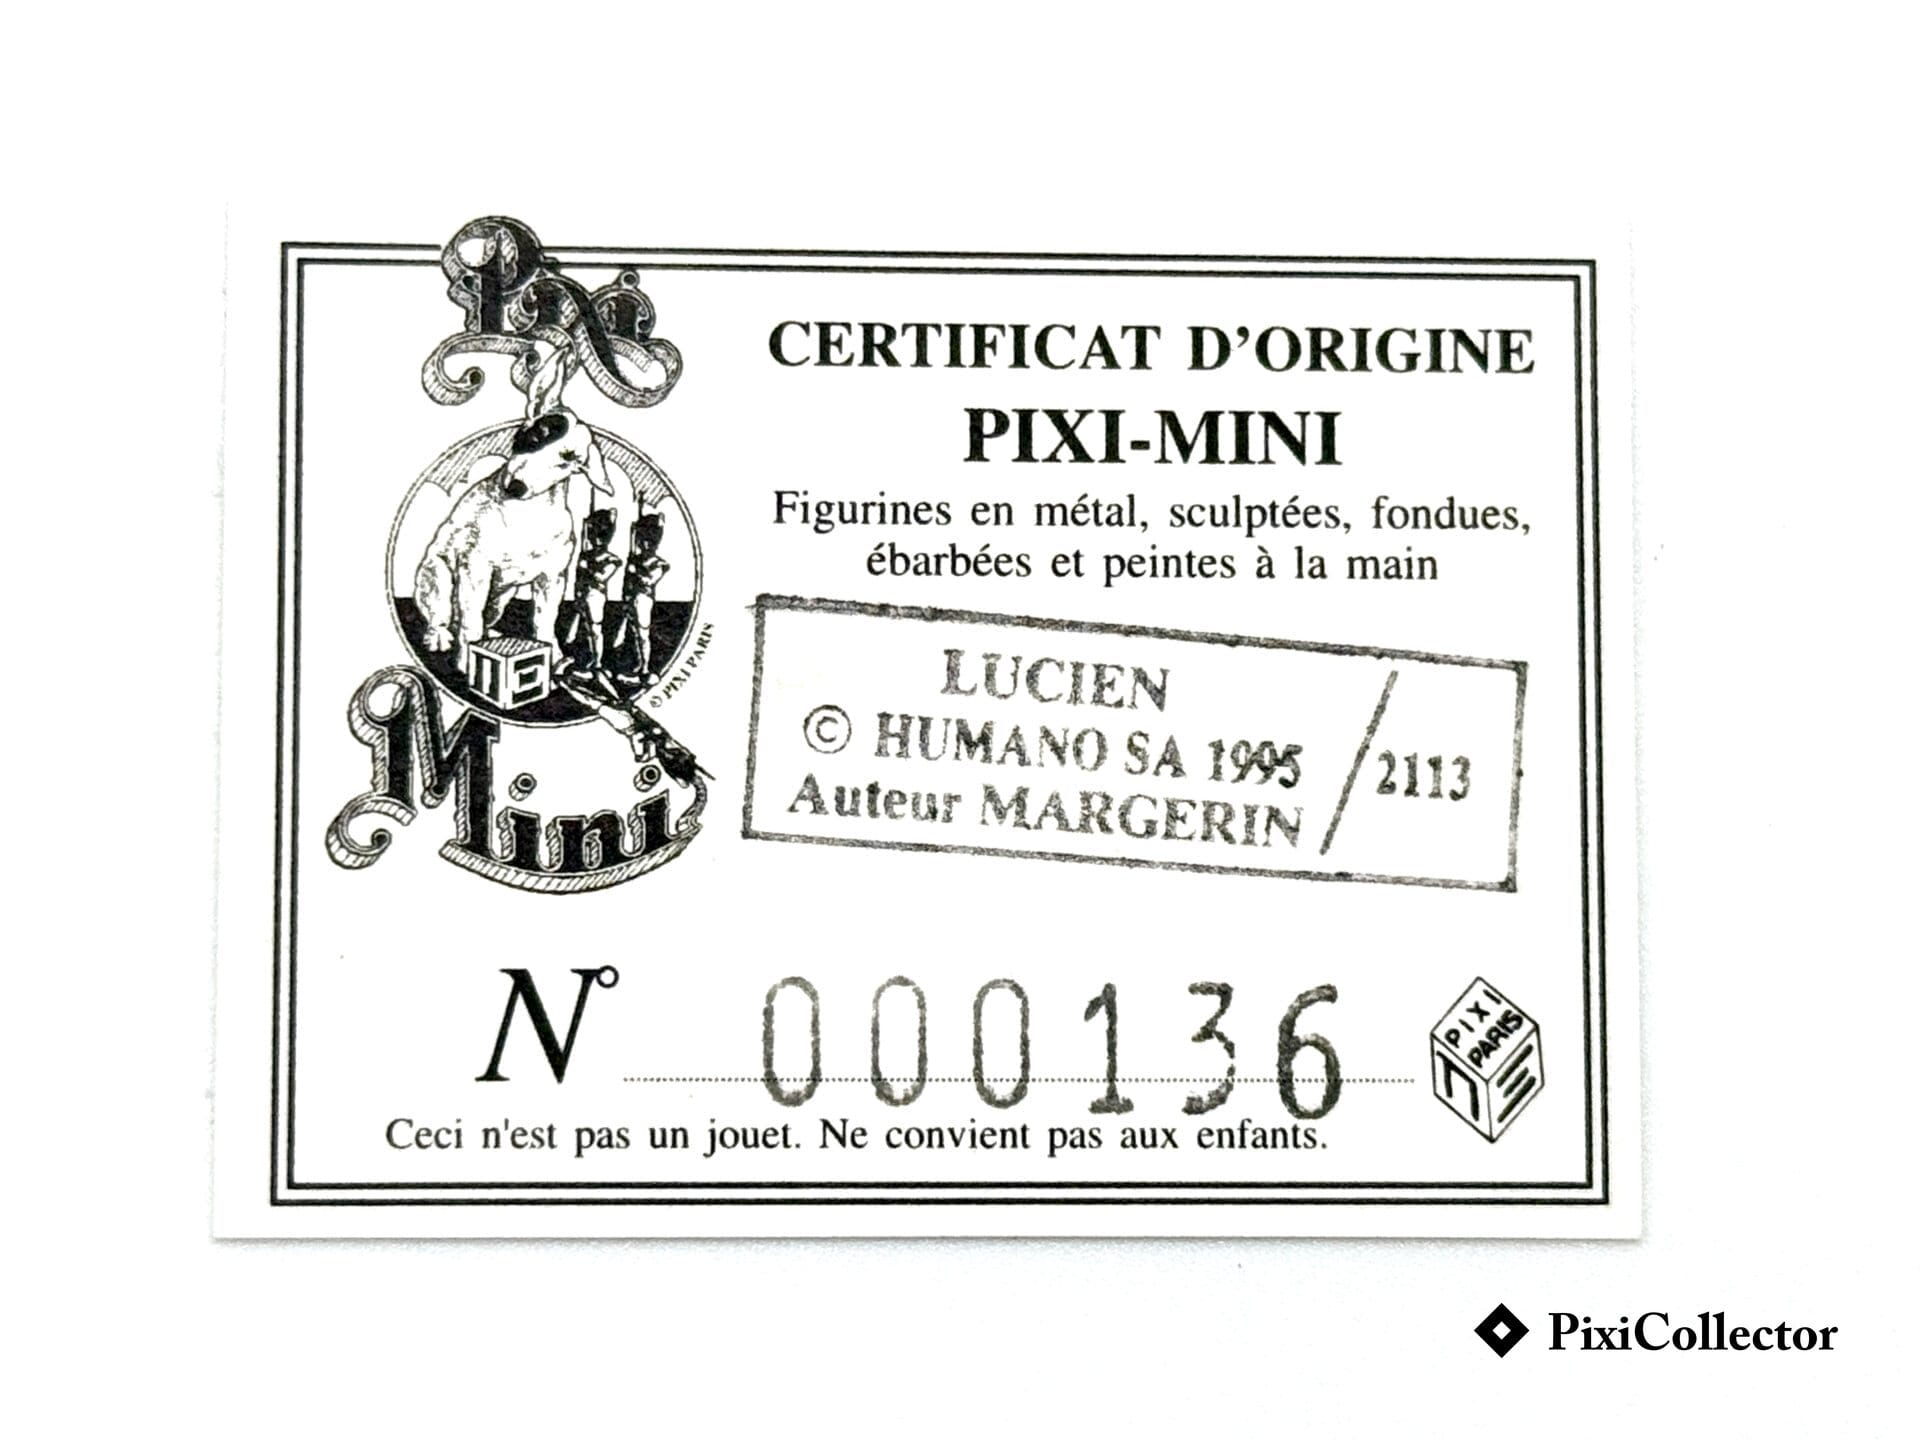 Pixi
CERTIFICAT D'ORIGINE
PIXI-MINI
Figurines en métal, sculptées, fondues,
ébarbées et peintes à la main
© PIXI PARIS
Mini
LUCIEN
© HUMANO SA 1995
Auteur MARGERIN
/2113
N° 000136
PIXI
PARIS
Ceci n'est pas un jouet. Ne convient pas aux enfants.
PixiCollector